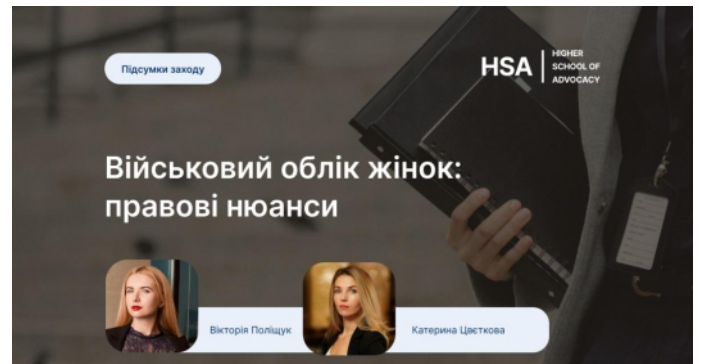 Підсумки заходу
HSA
HIGHER
SCHOOL OF
ADVOCACY
Військовий облік жінок:
правові нюанси
Вікторія Поліщук
Катерина Цвєткова